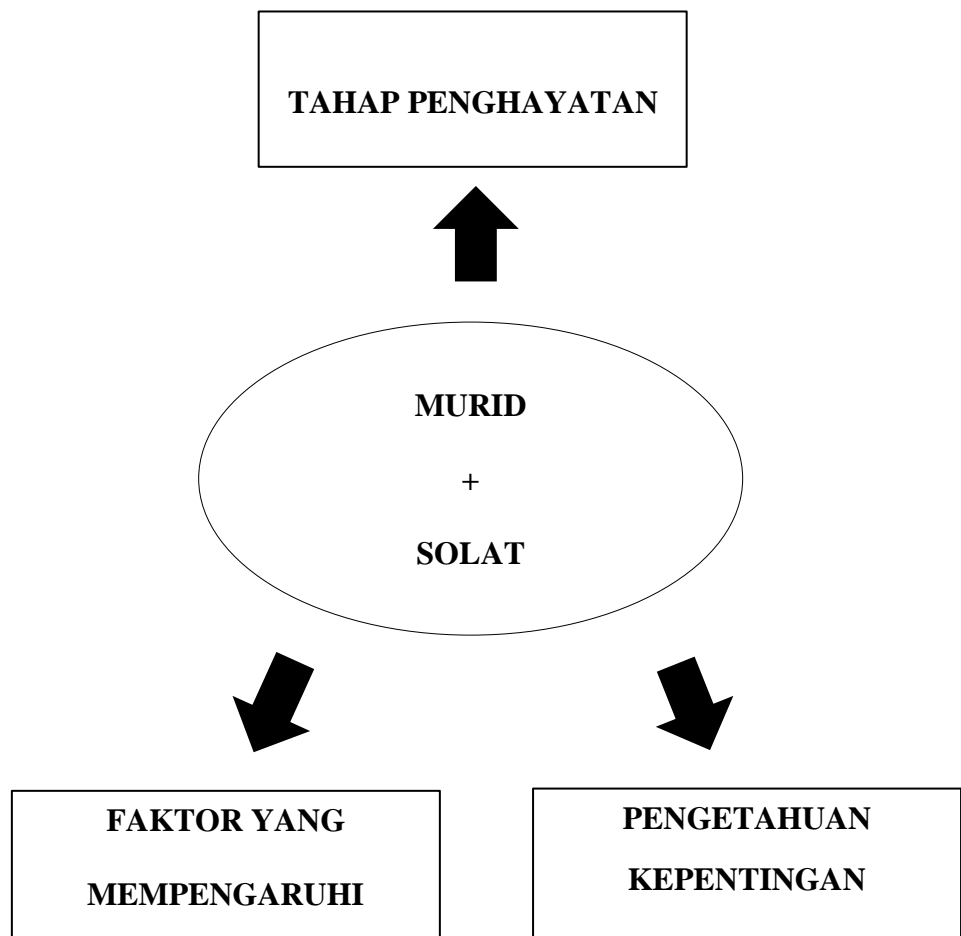 TAHAP PENGHAYATAN
MURID
+
SOLAT
FAKTOR YANG
MEMPENGARUHI
PENGETAHUAN
KEPENTINGAN